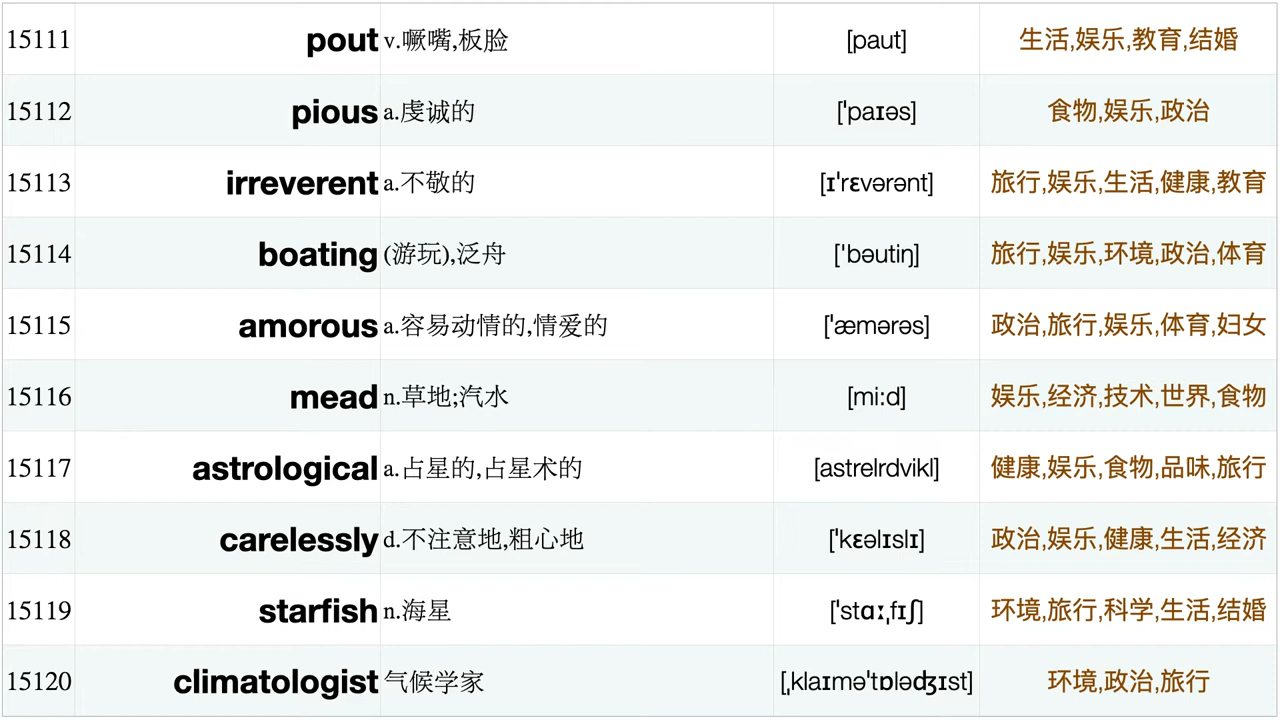 15111 pout v.噘嘴,板脸 [paut] 生活,娱乐,教育,结婚
15112 pious a.虔诚的 [ˈpaɪəs] 食物,娱乐,政治
15113 irreverent a.不敬的 [ɪˈrɛvərənt] 旅行,娱乐,生活,健康,教育
15114 boating (游玩),泛舟 [ˈbəutiŋ] 旅行,娱乐,环境,政治,体育
15115 amorous a.容易动情的,情爱的 [ˈæmərəs] 政治,旅行,娱乐,体育,妇女
15116 mead n.草地;汽水 [mi:d] 娱乐,经济,技术,世界,食物
15117 astrological a.占星的,占星术的 [astrelrdvikl] 健康,娱乐,食物,品味,旅行
15118 carelessly d.不注意地,粗心地 [ˈkɛəlɪslɪ] 政治,娱乐,健康,生活,经济
15119 starfish n.海星 [ˈstɑːˌfɪʃ] 环境,旅行,科学,生活,结婚
15120 climatologist 气候学家 [ˌklaɪməˈtɒləʤɪst] 环境,政治,旅行